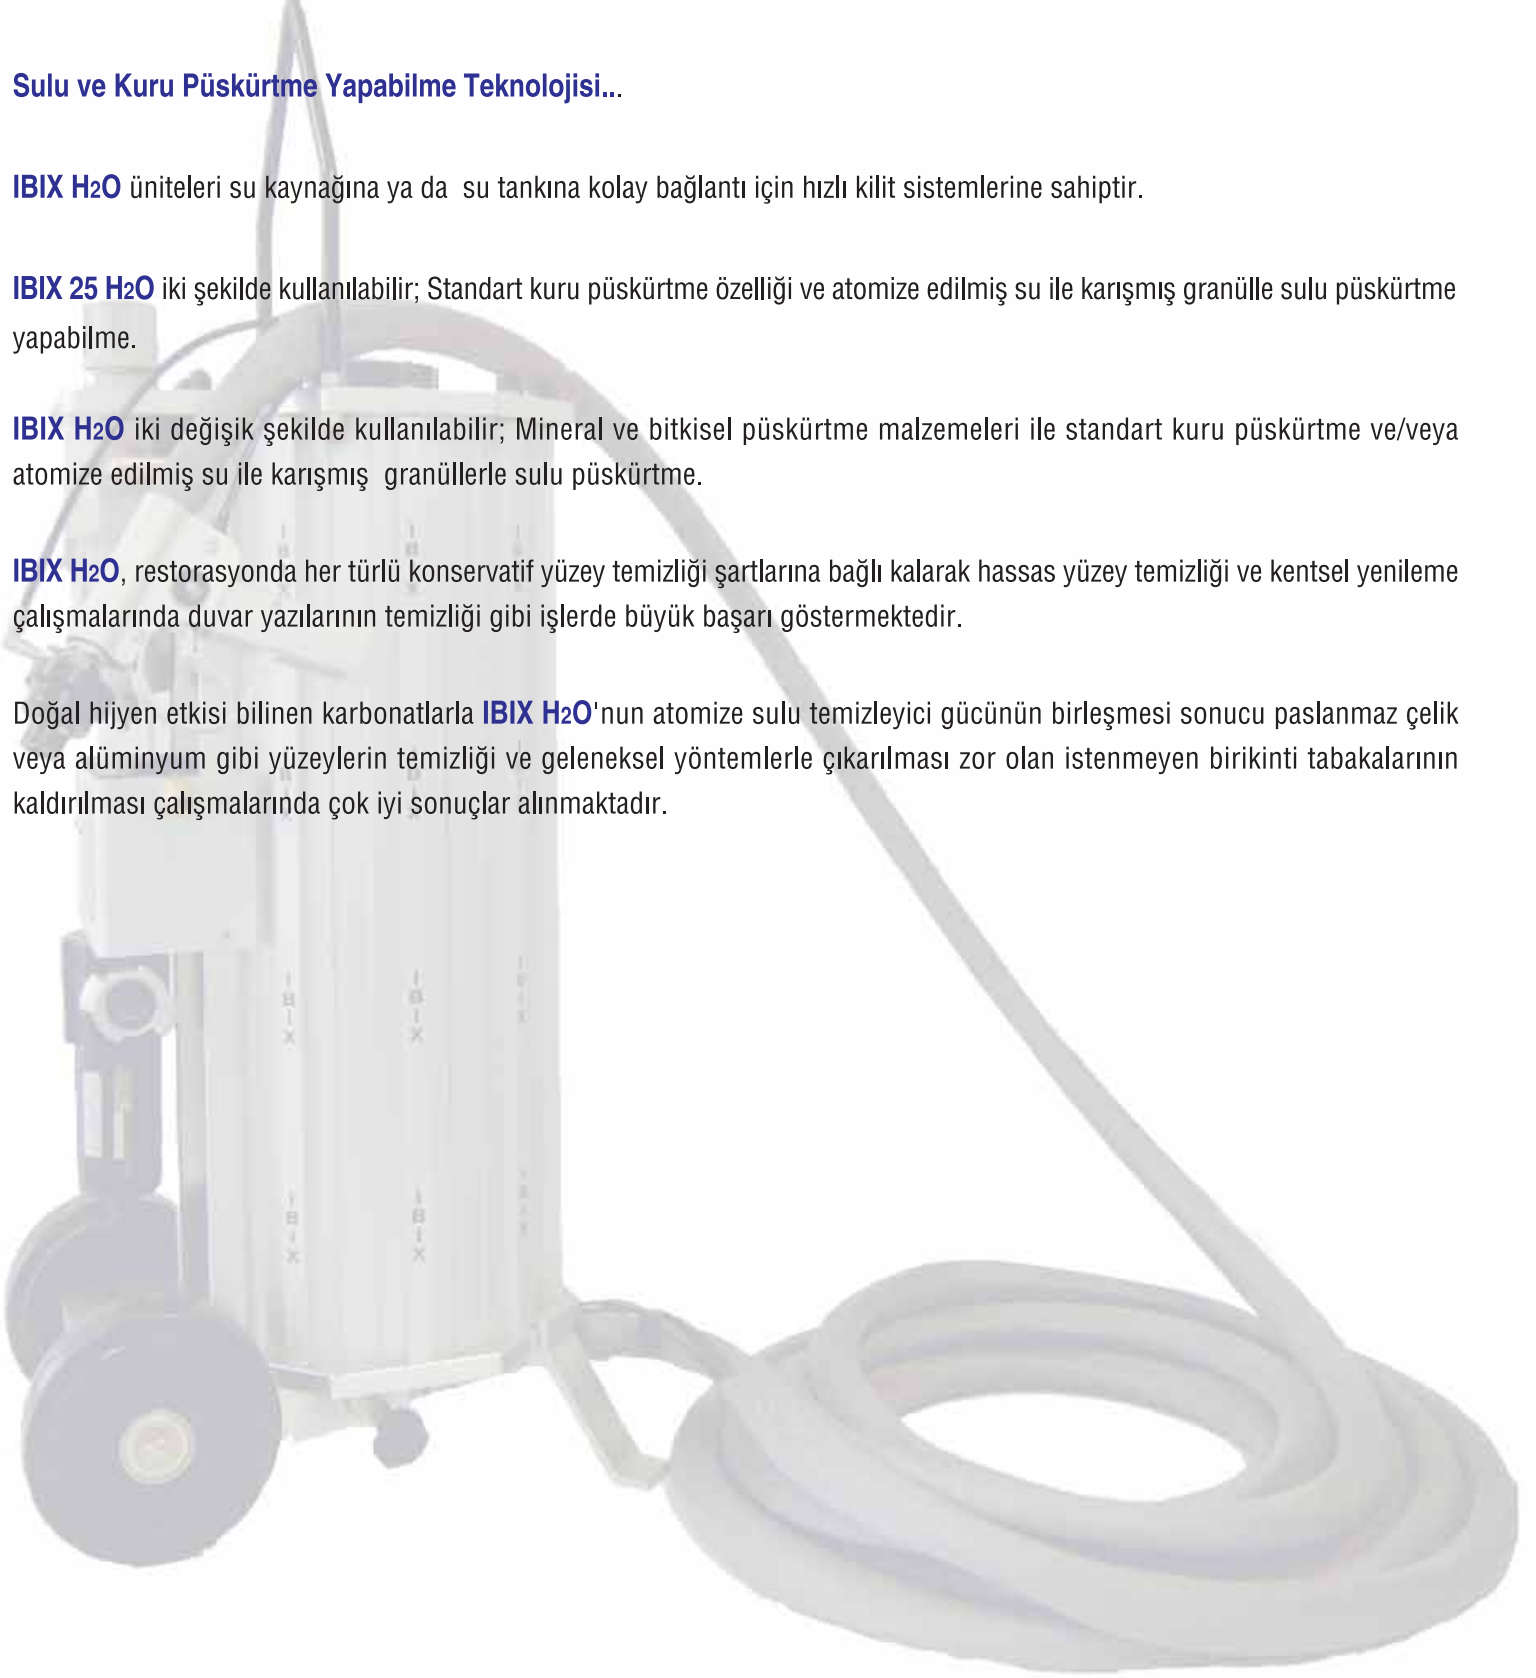 Sulu ve Kuru Püskürtme Yapabilme Teknolojisi...
IBIX H2O üniteleri su kaynağına ya da su tankına kolay bağlantı için hızlı kilit sistemlerine sahiptir.
IBIX 25 H2O iki şekilde kullanılabilir; Standart kuru püskürtme özelliği ve atomize edilmiş su ile karışmış granülle sulu püskürtme
yapabilme.
IBIX H2O iki değişik şekilde kullanılabilir; Mineral ve bitkisel püskürtme malzemeleri ile standart kuru püskürtme ve/veya
atomize edilmiş su ile karışmış granüllerle sulu püskürtme.
IBIX H2O, restorasyonda her türlü konservatif yüzey temizliği şartlarına bağlı kalarak hassas yüzey temizliği ve kentsel yenileme
çalışmalarında duvar yazılarının temizliği gibi işlerde büyük başarı göstermektedir.
Doğal hijyen etkisi bilinen karbonatlarla IBIX H2O'nun atomize sulu temizleyici gücünün birleşmesi sonucu paslanmaz çelik
veya alüminyum gibi yüzeylerin temizliği ve geleneksel yöntemlerle çıkarılması zor olan istenmeyen birikinti tabakalarının
kaldırılması çalışmalarında çok iyi sonuçlar alınmaktadır.
IBIX
IBIX
IBIX
IBIX
IBIX
IBIX